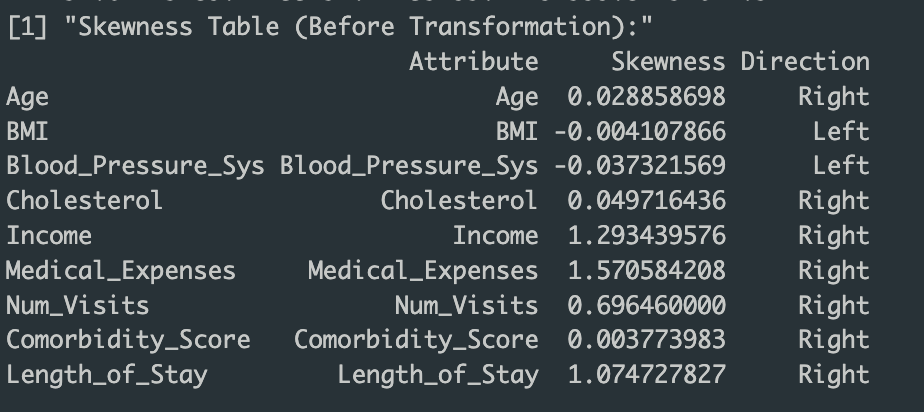 [1] "Skewness Table (Before Transformation):"
Attribute Skewness Direction
Age Age 0.028858698 Right
BMI BMI -0.004107866 Left
Blood_Pressure_Sys Blood_Pressure_Sys -0.037321569 Left
Cholesterol Cholesterol 0.049716436 Right
Income Income 1.293439576 Right
Medical_Expenses Medical_Expenses 1.570584208 Right
Num_Visits Num_Visits 0.696460000 Right
Comorbidity_Score Comorbidity_Score 0.003773983 Right
Length_of_Stay Length_of_Stay 1.074727827 Right